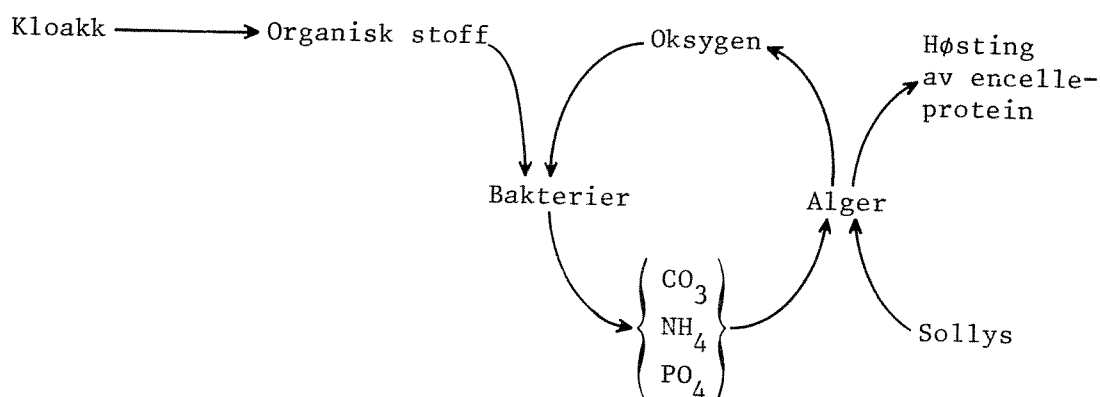 Kloakk
Organisk stoff
Oksygen
Høsting
av encelle-
protein
Bakterier
Alger
CO3
NH4
PO4
Sollys